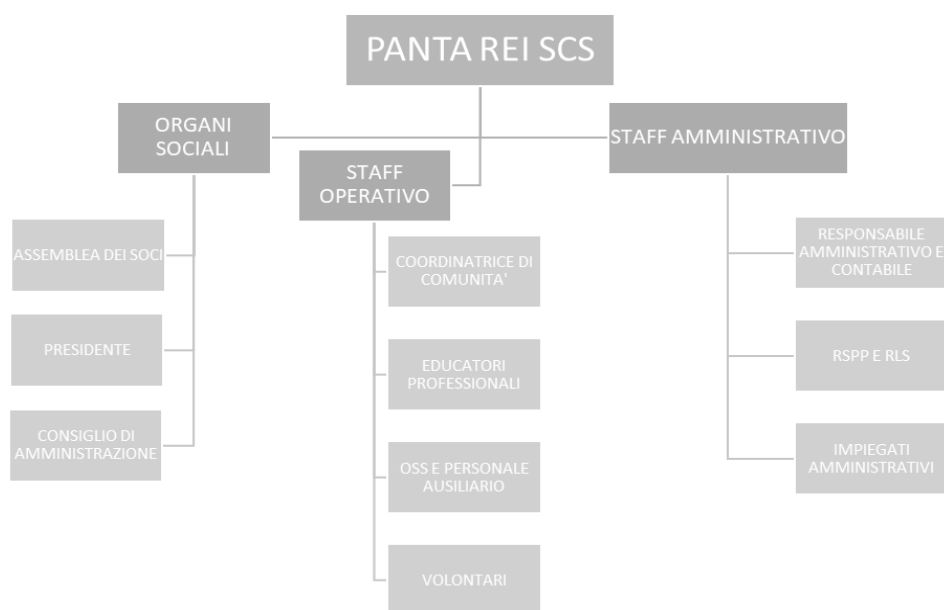 PANTA REI SCS
ORGANI
SOCIALI
ASSEMBLEA DEI SOCI
PRESIDENTE
CONSIGLIO DI
AMMINISTRAZIONE
STAFF
OPERATIVO
COORDINATRICE DI
COMUNITA'
EDUCATORI
PROFESSIONALI
OSS E PERSONALE
AUSILIARIO
VOLONTARI
STAFF AMMINISTRATIVO
RESPONSABILE
AMMINISTRATIVO E
CONTABILE
RSPP E RLS
IMPIEGATI
AMMINISTRATIVI